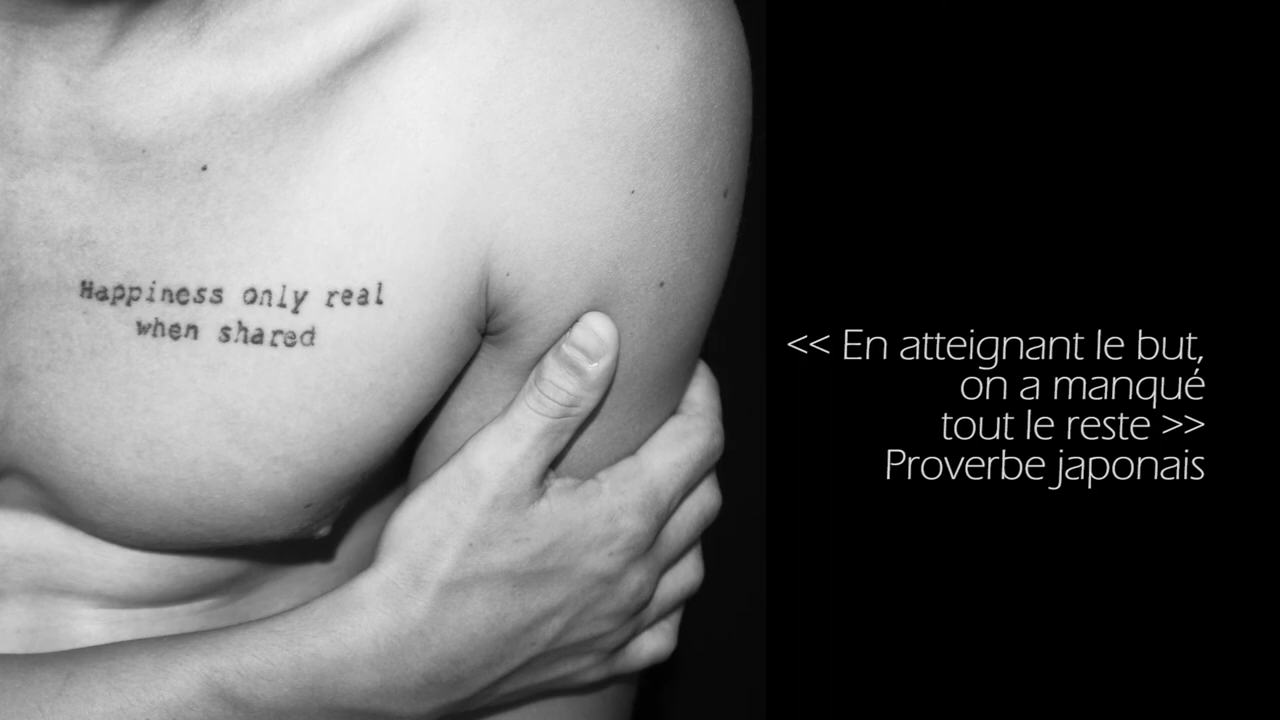 Happiness only real
when shared
<< En atteignant le but,
on a manqué
tout le reste >>
Proverbe japonais